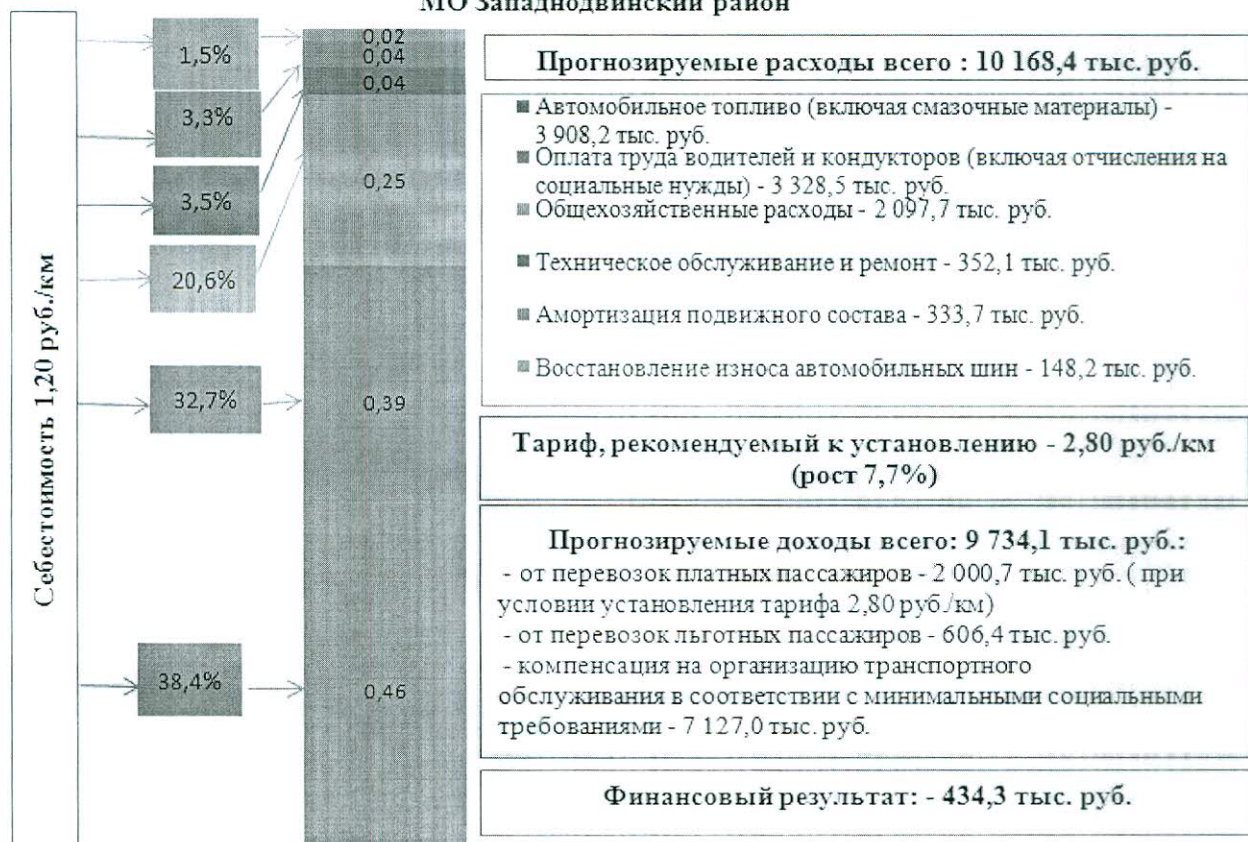 МО Западнодвинский район
Себестоимость 1,20 руб./км
1,5%
3,3%
3,5%
20,6%
32,7%
38,4%
0,02
0,04
0,04
0,25
0,39
0,46
Прогнозируемые расходы всего : 10 168,4 тыс. руб.
Автомобильное топливо (включая смазочные материалы) -
3 908,2 тыс. руб.
Оплата труда водителей и кондукторов (включая отчисления на
социальные нужды) - 3 328,5 тыс. руб.
Общехозяйственные расходы - 2 097,7 тыс. руб.
Техническое обслуживание и ремонт - 352,1 тыс. руб.
Амортизация подвижного состава - 333,7 тыс. руб.
Восстановление износа автомобильных шин - 148,2 тыс. руб.
Тариф, рекомендуемый к установлению - 2,80 руб./км
(рост 7,7%)
Прогнозируемые доходы всего: 9 734,1 тыс. руб.:
- от перевозок платных пассажиров - 2 000,7 тыс. руб. ( при
условии установления тарифа 2,80 руб./км)
- от перевозок льготных пассажиров - 606,4 тыс. руб.
- компенсация на организацию транспортного
обслуживания в соответствии с минимальными социальными
требованиями - 7 127,0 тыс. руб.
Финансовый результат: - 434,3 тыс. руб.